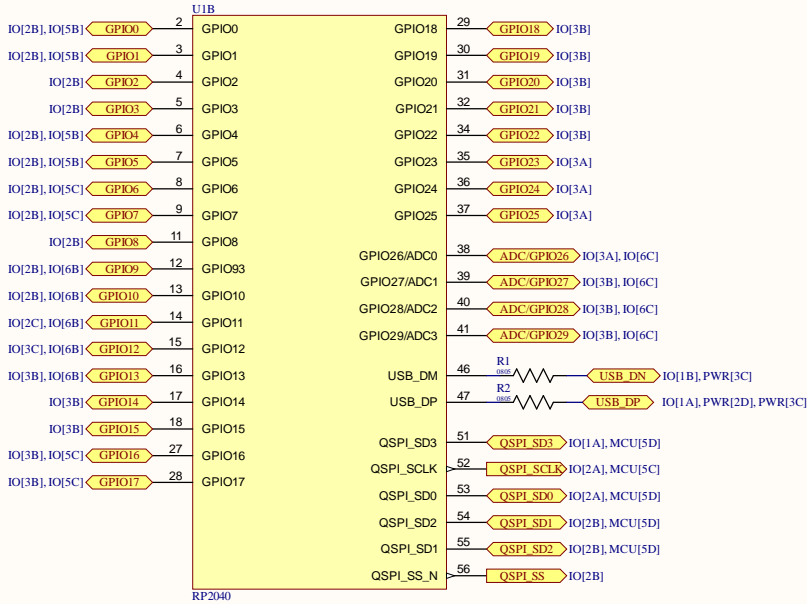 U1B
IO[2B], IO[5B] GPIO0 2 GPIO0 GPIO18 29 GPIO18 IO[3B]
IO[2B], IO[5B] GPIO1 3 GPIO1 GPIO19 30 GPIO19 IO[3B]
IO[2B] GPIO2 4 GPIO2 GPIO20 31 GPIO20 IO[3B]
IO[2B] GPIO3 5 GPIO3 GPIO21 32 GPIO21 IO[3B]
IO[2B], IO[5B] GPIO4 6 GPIO4 GPIO22 34 GPIO22 IO[3B]
IO[2B], IO[5B] GPIO5 7 GPIO5 GPIO23 35 GPIO23 IO[3A]
IO[2B], IO[5C] GPIO6 8 GPIO6 GPIO24 36 GPIO24 IO[3A]
IO[2B], IO[5C] GPIO7 9 GPIO7 GPIO25 37 GPIO25 IO[3A]
IO[2B] GPIO8 11 GPIO8
GPIO26/ADC0 38 ADC/GPIO26 IO[3A], IO[6C]
IO[2B], IO[6B] GPIO9 12 GPIO93
GPIO27/ADC1 39 ADC/GPIO27 IO[3B], IO[6C]
IO[2B], IO[6B] GPIO10 13 GPIO10
GPIO28/ADC2 40 ADC/GPIO28 IO[3B], IO[6C]
IO[2C], IO[6B] GPIO11 14 GPIO11
GPIO29/ADC3 41 ADC/GPIO29 IO[3B], IO[6C]
IO[3C], IO[6B] GPIO12 15 GPIO12
R1
IO[3B], IO[6B] GPIO13 16 GPIO13 USB_DM 46 0805 USB_DN IO[1B], PWR[3C]
R2
IO[3B] GPIO14 17 GPIO14 USB_DP 47 0805 USB_DP IO[1A], PWR[2D], PWR[3C]
IO[3B] GPIO15 18 GPIO15
QSPI_SD3 51 QSPI_SD3 IO[1A], MCU[5D]
IO[3B], IO[5C] GPIO16 27 GPIO16
QSPI_SCLK 52 QSPI_SCLK IO[2A], MCU[5C]
IO[3B], IO[5C] GPIO17 28 GPIO17
QSPI_SD0 53 QSPI_SD0 IO[2A], MCU[5D]
QSPI_SD2 54 QSPI_SD1 IO[2B], MCU[5D]
QSPI_SD1 55 QSPI_SD2 IO[2B], MCU[5D]
QSPI_SS_N 56 QSPI_SS IO[2B]
RP2040